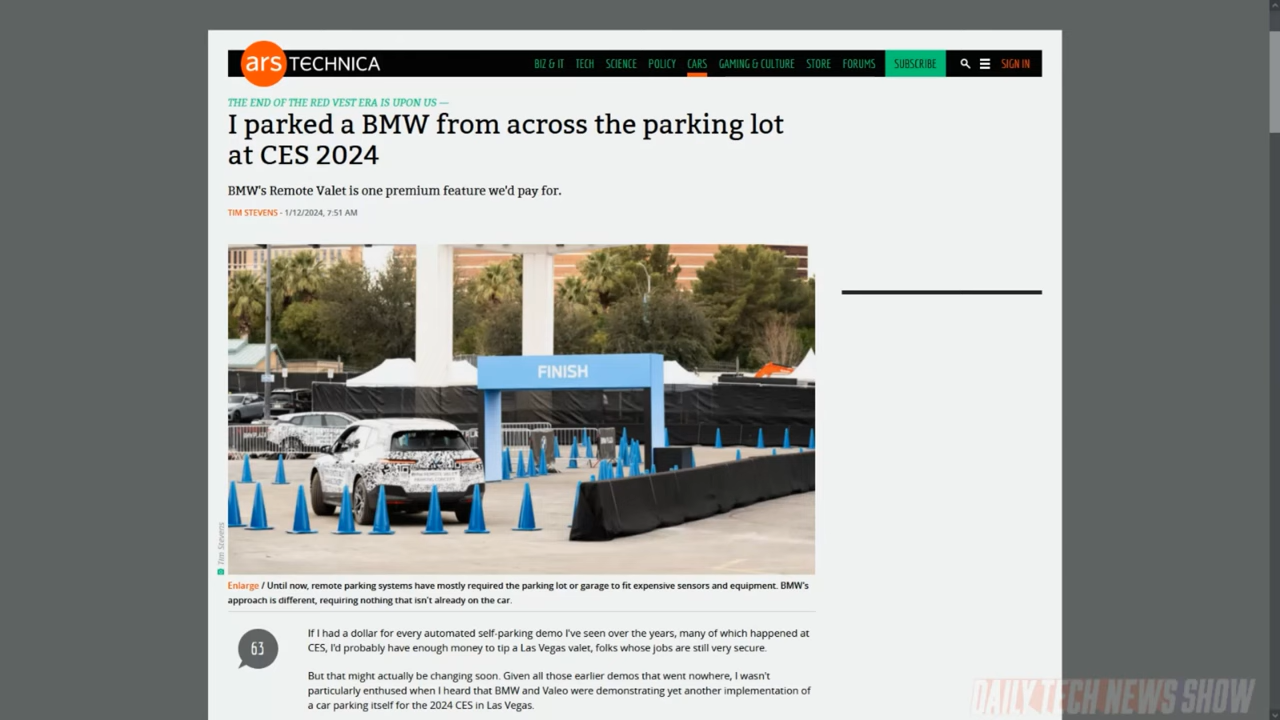 ars TECHNICA
BIZ & IT TECH SCIENCE POLICY CARS GAMING & CULTURE STORE FORUMS SUBSCRIBE SIGN IN
THE END OF THE RED VEST ERA IS UPON US —
I parked a BMW from across the parking lot
at CES 2024
BMW's Remote Valet is one premium feature we'd pay for.
TIM STEVENS - 1/12/2024, 7:51 AM
FINISH
Tim Stevens
Enlarge / Until now, remote parking systems have mostly required the parking lot or garage to fit expensive sensors and equipment. BMW's
approach is different, requiring nothing that isn't already on the car.
63
If I had a dollar for every automated self-parking demo I've seen over the years, many of which happened at
CES, I'd probably have enough money to tip a Las Vegas valet, folks whose jobs are still very secure.
But that might actually be changing soon. Given all those earlier demos that went nowhere, I wasn't
particularly enthused when I heard that BMW and Valeo were demonstrating yet another implementation of
a car parking itself for the 2024 CES in Las Vegas.
DAILY TECH NEWS SHOW